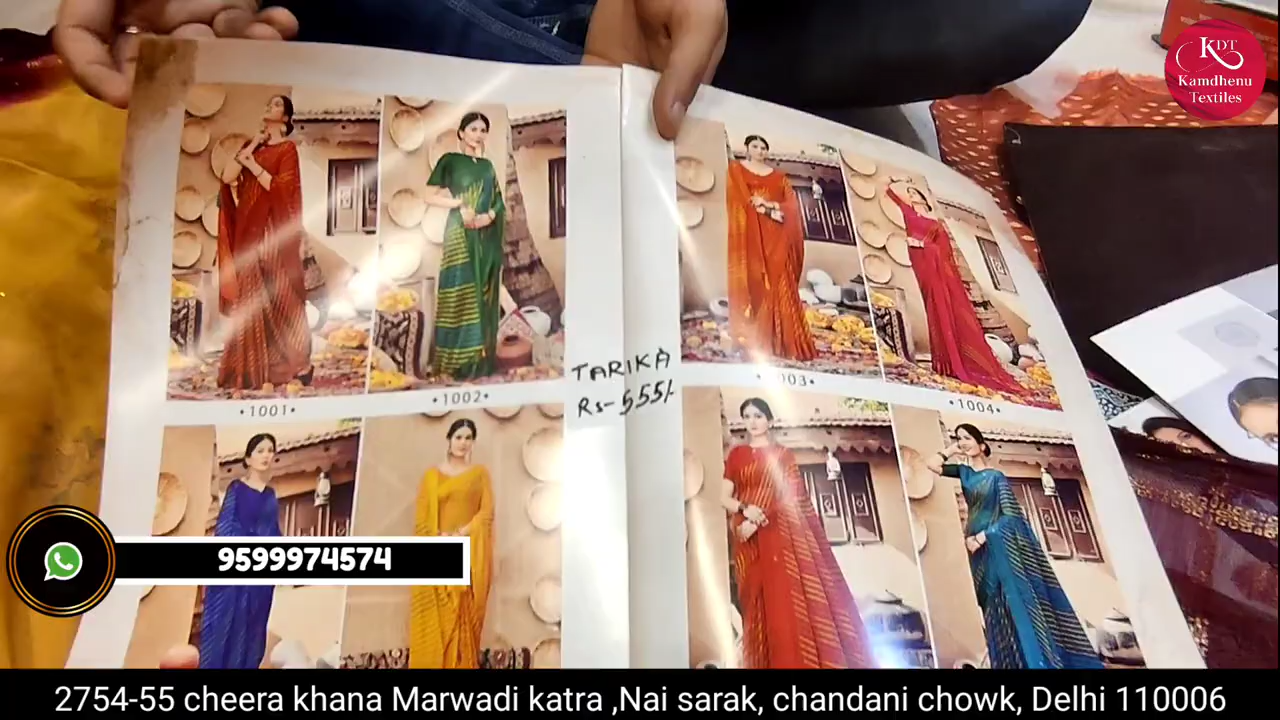 KDT
Kamdhenu
Textiles
•1001•
•1002•
TARIKA
Rs-555/-
•1004•
9599974574
2754-55 cheera khana Marwadi katra ,Nai sarak, chandani chowk, Delhi 110006